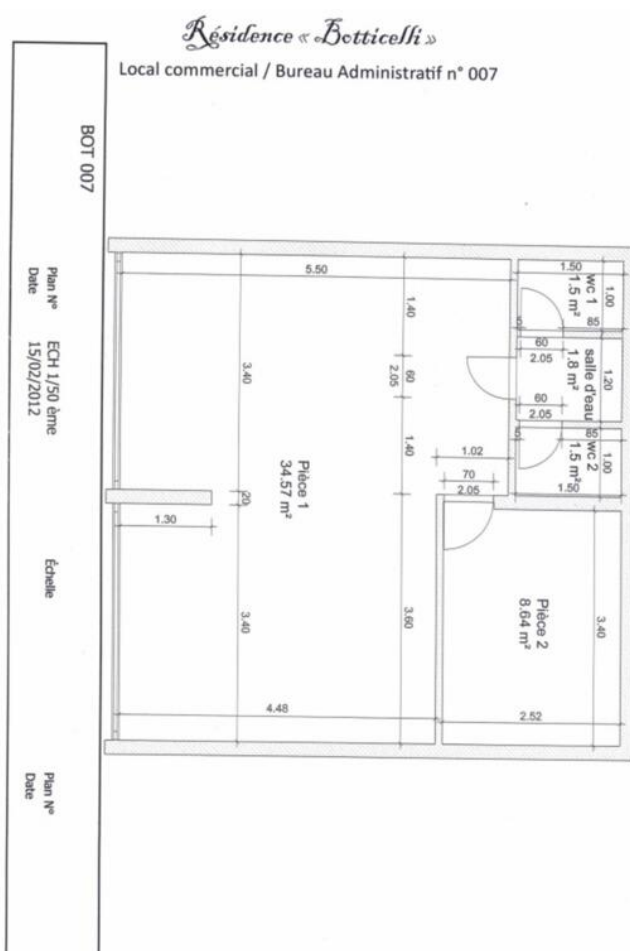 Résidence « Botticelli »
Local commercial / Bureau Administratif n° 007
BOT 007
Plan N°
Date
ECH 1/50 ème
15/02/2012
Échelle
Plan N°
Date
5.50
1.50
1.00
wc 1
1.5 m²
85
60
2.05
1.20
salle d'eau
1.8 m²
60
2.05
85
1.00
wc 2
1.5 m²
1.50
1.40
60
2.05
1.40
3.40
1.02
70
2.05
Pièce 1
34.57 m²
20
1.30
3.40
3.60
Pièce 2
8.64 m²
3.40
4.48
2.52